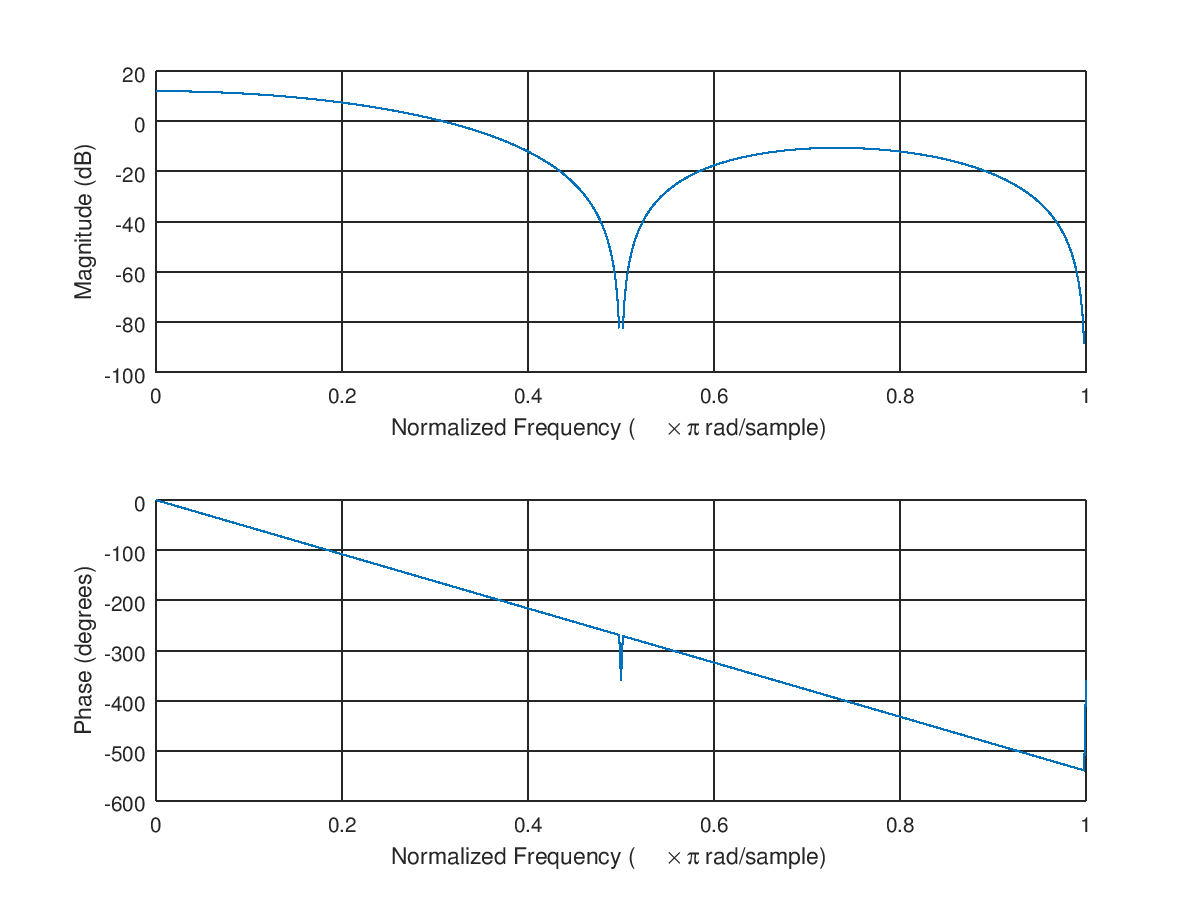 20
0
-20
-40
-60
-80
-100
Magnitude (dB)
0 0.2 0.4 0.6 0.8 1
Normalized Frequency ( × π rad/sample)
0
-100
-200
-300
-400
-500
-600
Phase (degrees)
0 0.2 0.4 0.6 0.8 1
Normalized Frequency ( × π rad/sample)